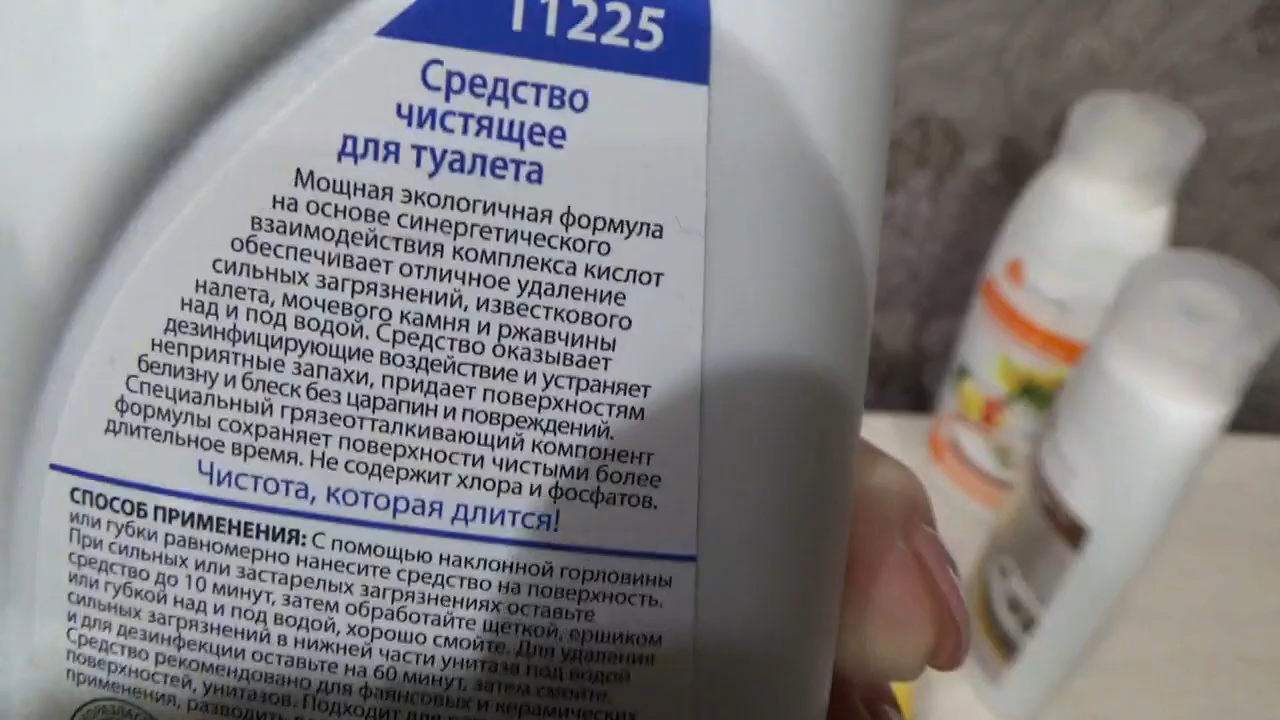 11225
Средство
чистящее
для туалета
Мощная экологичная формула
на основе синергетического
взаимодействия комплекса кислот
обеспечивает отличное удаление
сильных загрязнений, известкового
налета, мочевого камня и ржавчины
над и под водой. Средство оказывает
дезинфицирующие воздействие и устраняет
неприятные запахи, придает поверхностям
белизну и блеск без царапин и повреждений.
Специальный грязеотталкивающий компонент
формулы сохраняет поверхности чистыми более
длительное время. Не содержит хлора и фосфатов.
Чистота, которая длится!
СПОСОБ ПРИМЕНЕНИЯ: С помощью наклонной горловины
или губки равномерно нанесите средство на поверхность.
При сильных или застарелых загрязнениях оставьте
средство до 10 минут, затем обработайте щеткой, ершиком
или губкой над и под водой, хорошо смойте. Для удаления
сильных загрязнений в нижней части унитаза под водой
и для дезинфекции оставьте на 60 минут, затем смойте.
Средство рекомендовано для фаянсовых и керамических
поверхностей, унитазов. Подходит для
применения, разводить